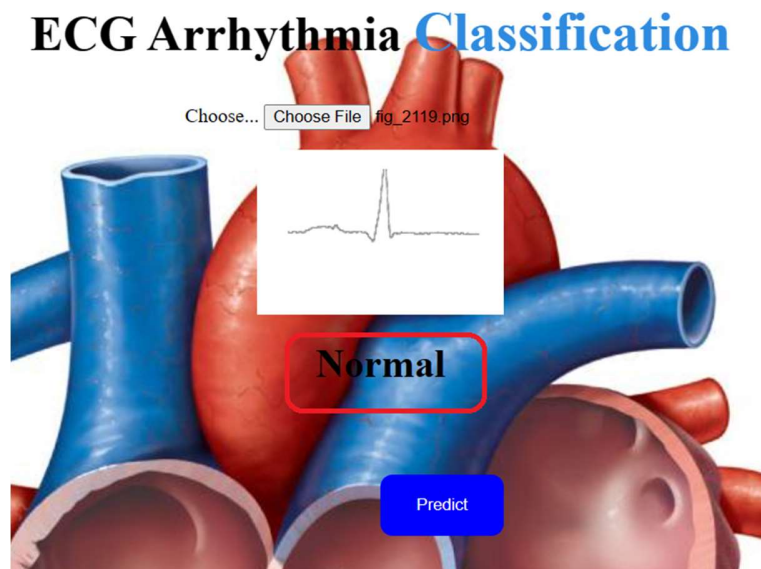 ECG Arrhythmia Classification
Choose... Choose File fig_2119.png
Normal
Predict